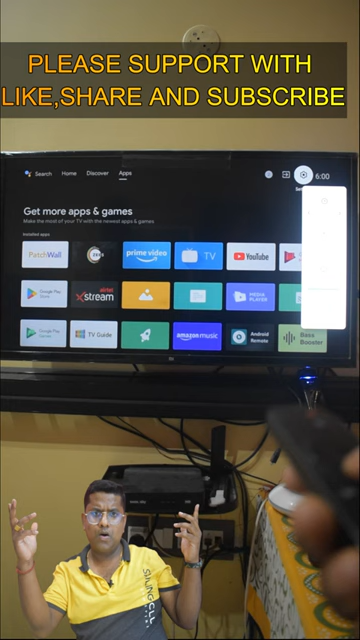 PLEASE SUPPORT WITH
LIKE,SHARE AND SUBSCRIBE
Search Home Discover Apps
6:00
Get more apps & games
Make the most of your TV with the newest apps & games
Installed apps
PatchWall
prime video
TV
YouTube
Google Play
Store
airtel
Xstream
MEDIA
PLAYER
Google Play
Games
TV Guide
amazon music
Android
Remote
Bass
Booster
mi